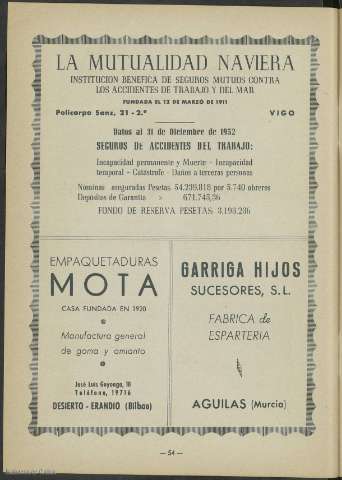 LA MUTUALIDAD NAVIERA
INSTITUCION BENEFICA DE SEGUROS MUTUOS CONTRA
LOS ACCIDENTES DE TRABAJO Y DEL MAR
FUNDADA EL 12 DE MARZO DE 1911
Policarpo Sanz, 21 - 2.º VIGO
Datos al 31 de Diciembre de 1952
SEGUROS DE ACCIDENTES DEL TRABAJO:
Incapacidad permanente y Muerte - Incapacidad
temporal - Catástrofe - Daños a terceras personas
Nóminas aseguradas Pesetas 54.239.818 por 5.740 obreros
Depósitos de Garantía » 671.745,56
FONDO DE RESERVA PESETAS 3.193.236
EMPAQUETADURAS
MOTA
CASA FUNDADA EN 1920
Manufactura general
de goma y amianto
José Luis Goyoaga, 18
Teléfono, 19716
DESIERTO - ERANDIO (Bilbao)
GARRIGA HIJOS
SUCESORES, S. L.
FABRICA de
ESPARTERIA
AGUILAS (Murcia)
— 54 —